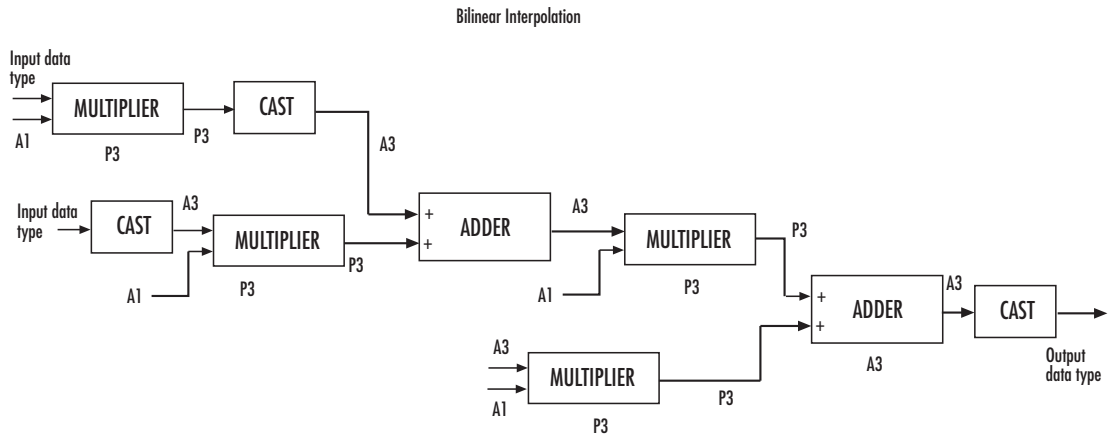 Bilinear Interpolation
Input data
type
MULTIPLIER
CAST
A1
P3
P3
A3
Input data
type
CAST
A3
MULTIPLIER
A1
P3
P3
+
+
ADDER
A3
MULTIPLIER
A1
P3
P3
+
+
ADDER
A3
A3
CAST
Output
data type
A3
A1
MULTIPLIER
P3
P3